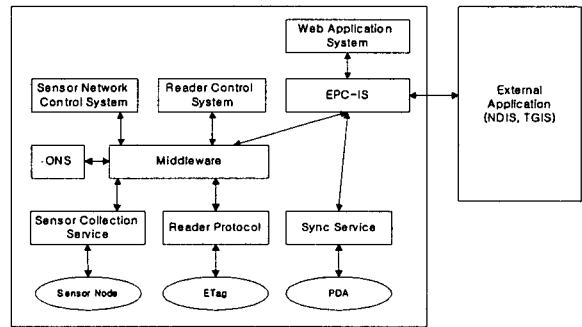 Web Application
System
Sensor Network
Control System
Reader Control
System
EPC-IS
External
Application
(NDIS, TGIS)
ONS
Middleware
Sensor Collection
Service
Reader Protocol
Sync Service
Sensor Node
ETag
PDA